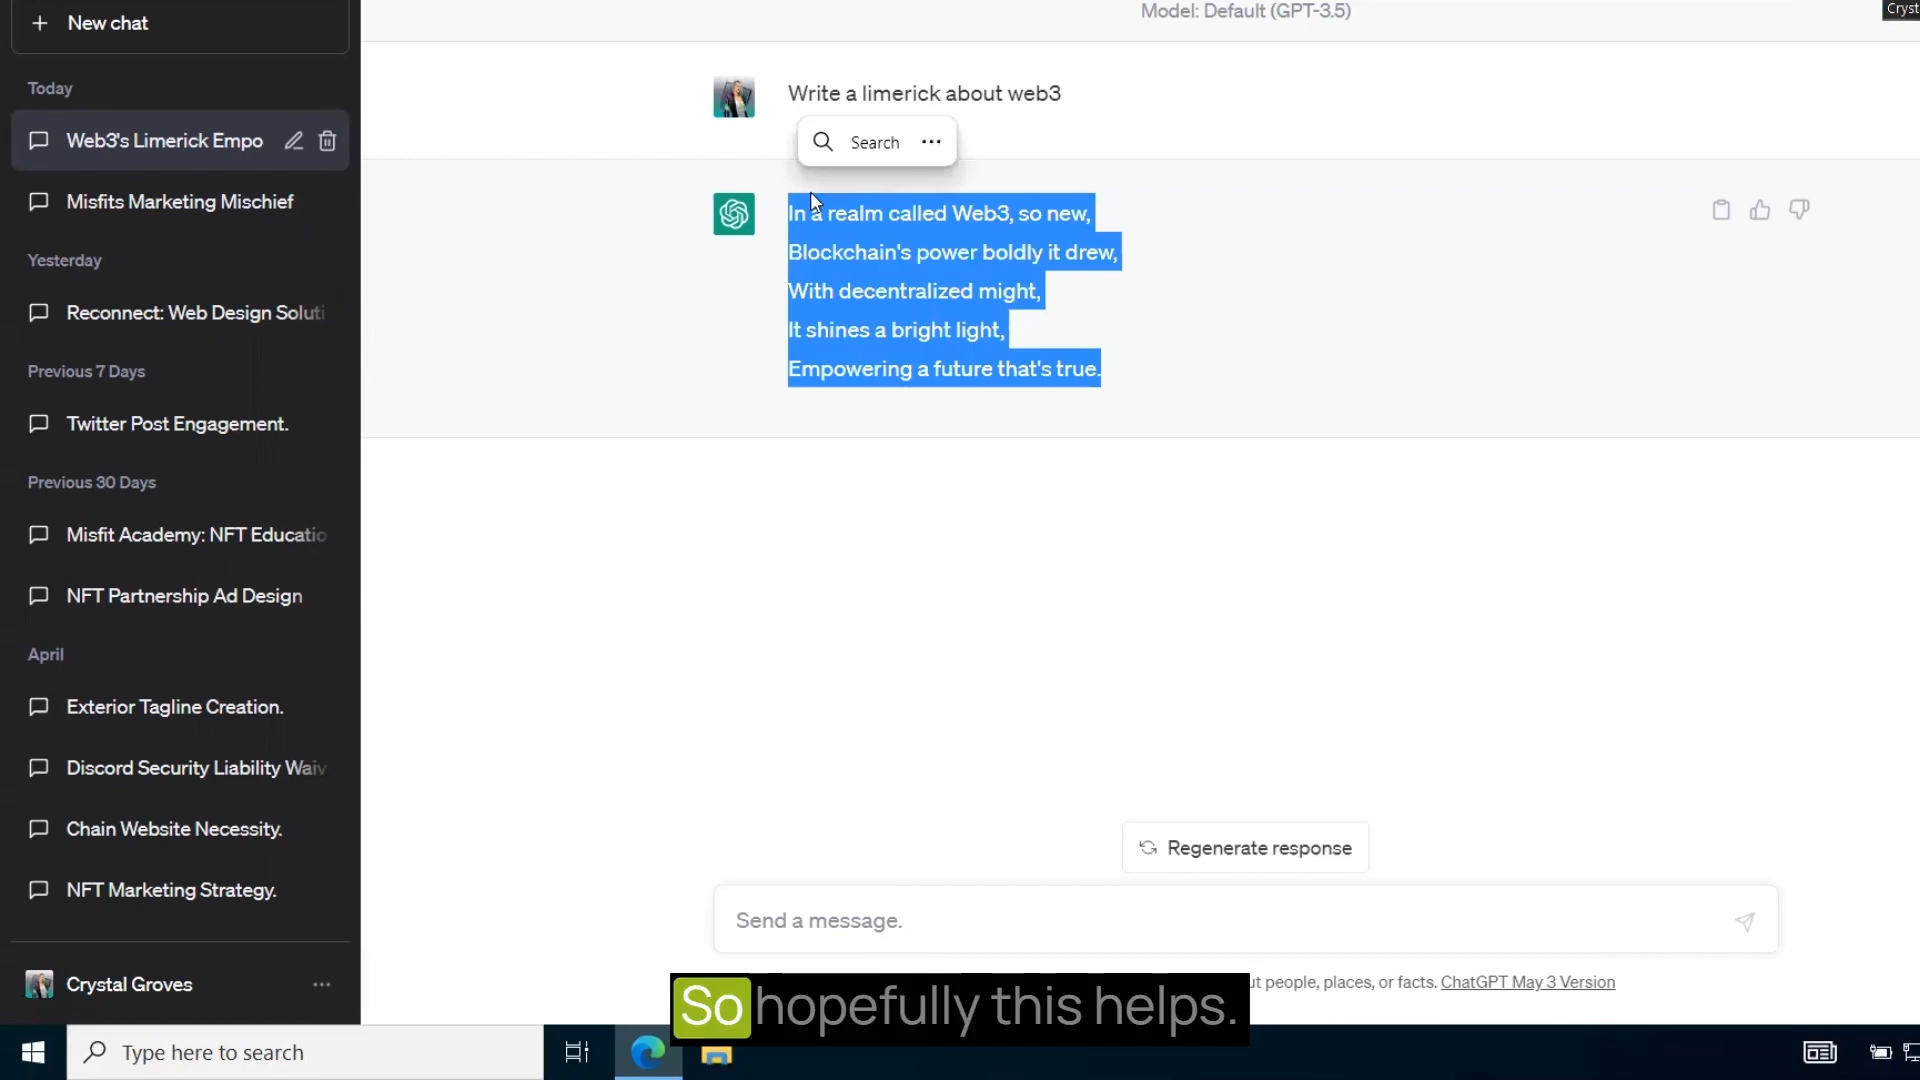 New chat
Model: Default (GPT-3.5)
Cryst
Today
Web3's Limerick Empo
Misfits Marketing Mischief
Yesterday
Reconnect: Web Design Soluti
Previous 7 Days
Twitter Post Engagement.
Previous 30 Days
Misfit Academy: NFT Educatio
NFT Partnership Ad Design
April
Exterior Tagline Creation.
Discord Security Liability Waiv
Chain Website Necessity.
NFT Marketing Strategy.
Crystal Groves
Write a limerick about web3
Search
In a realm called Web3, so new,
Blockchain's power boldly it drew,
With decentralized might,
It shines a bright light,
Empowering a future that's true.
Regenerate response
Send a message.
people, places, or facts. ChatGPT May 3 Version
So hopefully this helps.
Type here to search